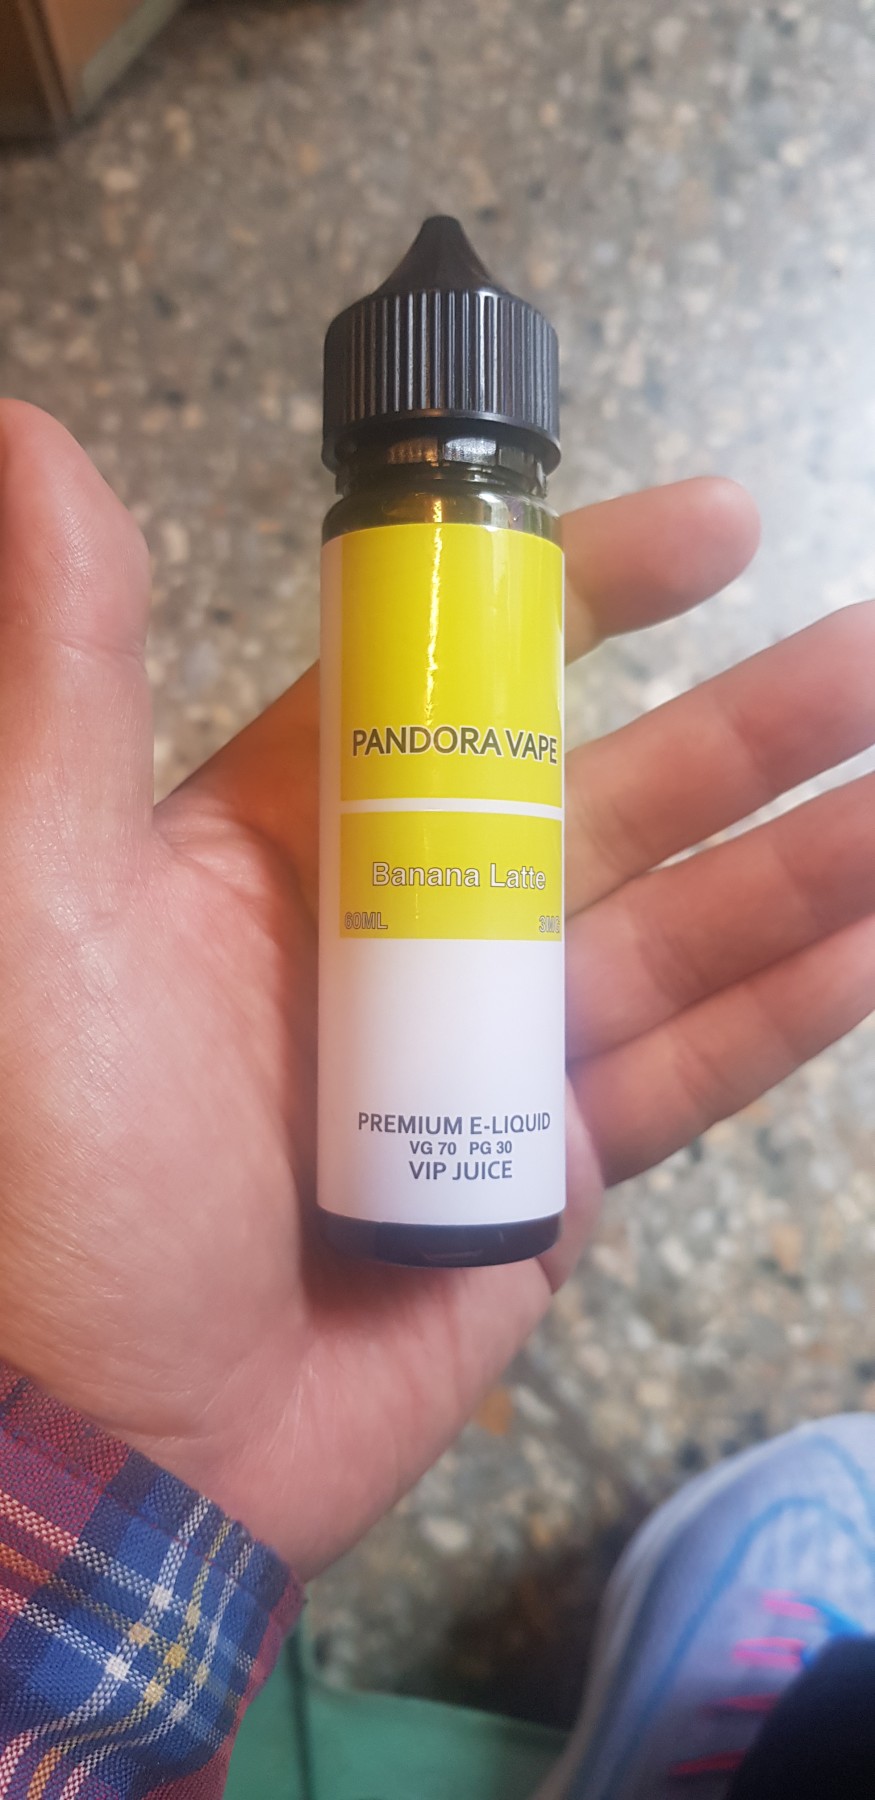 PANDORA VAPE
Banana Latte
60ML 3MG
PREMIUM E-LIQUID
VG 70 PG 30
VIP JUICE